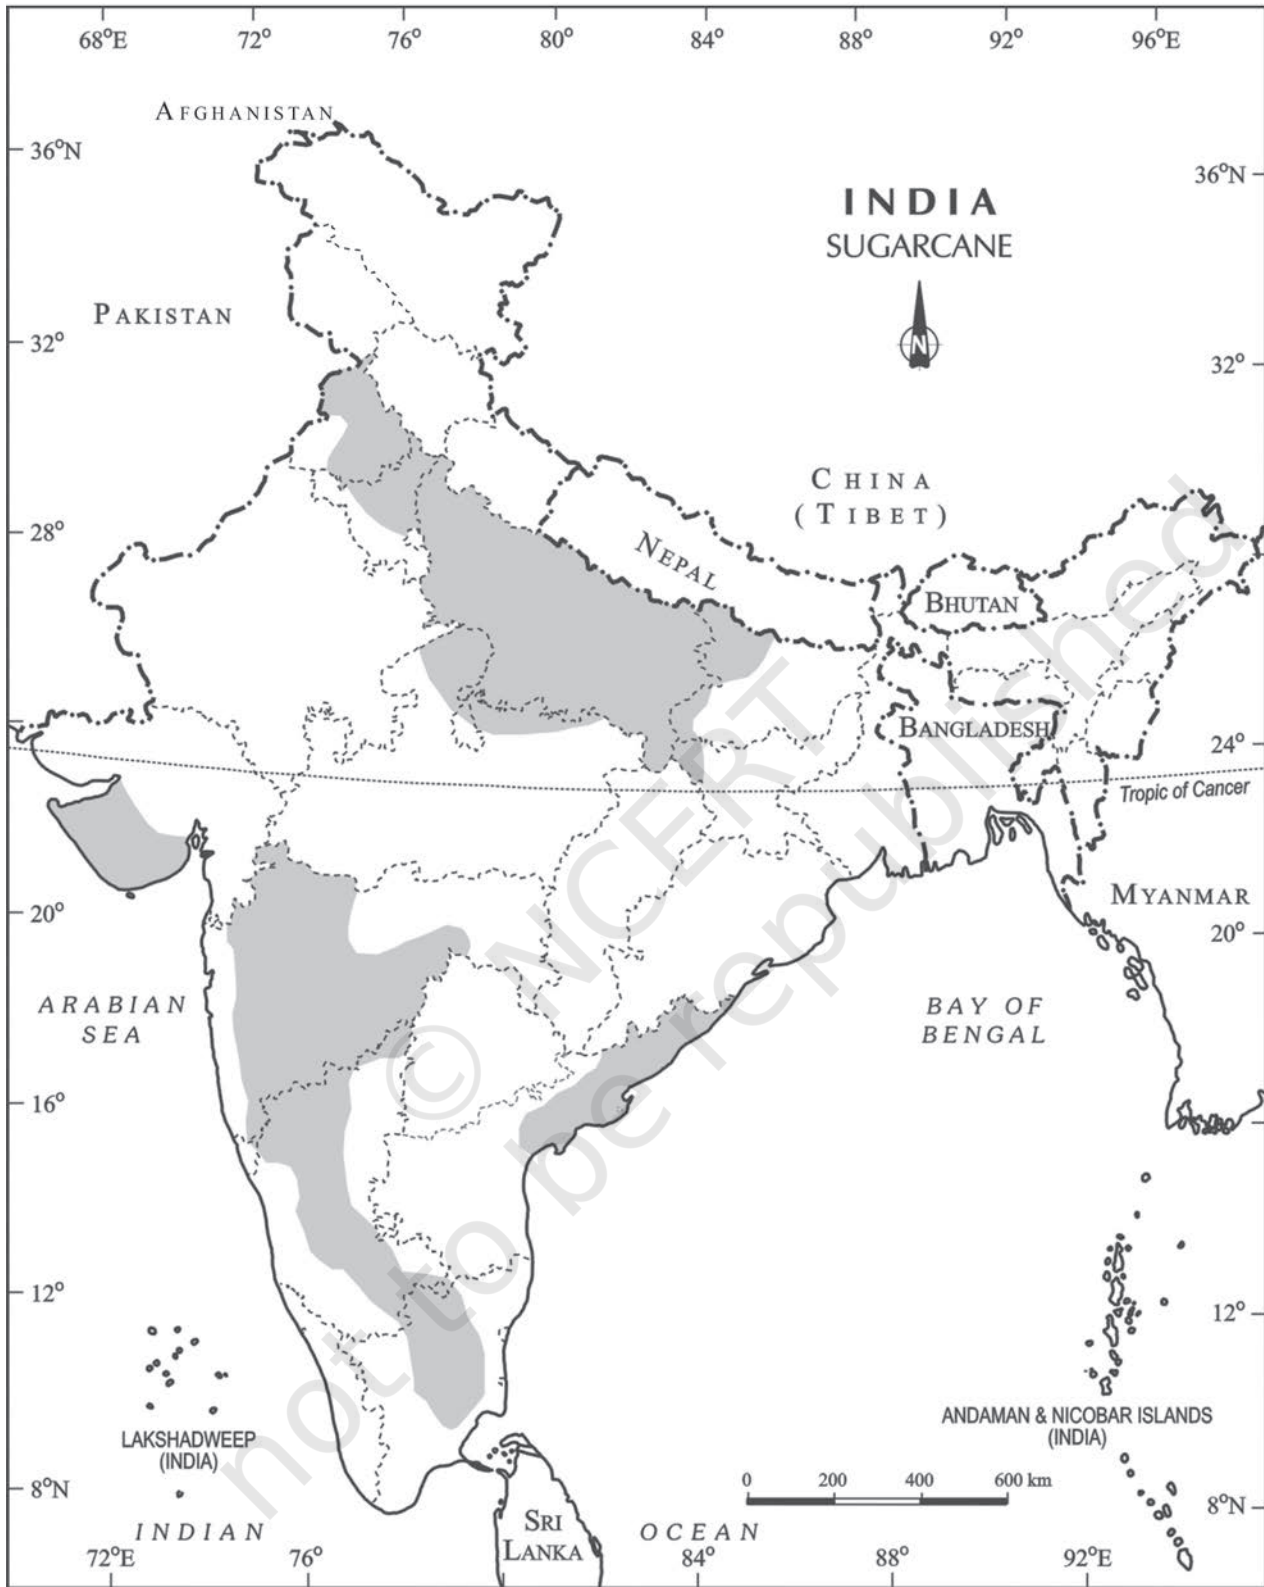 68°E 72° 76° 80° 84° 88° 92° 96°E
AFGHANISTAN
36°N
36°N
INDIA
SUGARCANE
N
PAKISTAN
32°
32°
CHINA
(TIBET)
28°
NEPAL
BHUTAN
BANGLADESH
24°
Tropic of Cancer
MYANMAR
20°
20°
ARABIAN
SEA
BAY OF
BENGAL
16°
12°
12°
LAKSHADWEEP
(INDIA)
ANDAMAN & NICOBAR ISLANDS
(INDIA)
0 200 400 600 km
8°N
8°N
SRI
LANKA
INDIAN OCEAN
72°E 76° 84° 88° 92°E
© NCERT
not to be republished